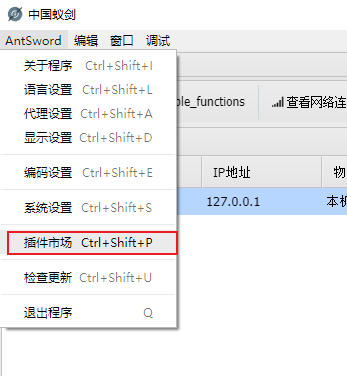 中国蚁剑
AntSword 编辑 窗口 调试
关于程序 Ctrl+Shift+I
语言设置 Ctrl+Shift+L
代理设置 Ctrl+Shift+A
显示设置 Ctrl+Shift+D
编码设置 Ctrl+Shift+E
系统设置 Ctrl+Shift+S
插件市场 Ctrl+Shift+P
检查更新 Ctrl+Shift+U
退出程序 Q
le_functions
查看网络连
IP地址 物
127.0.0.1 本机